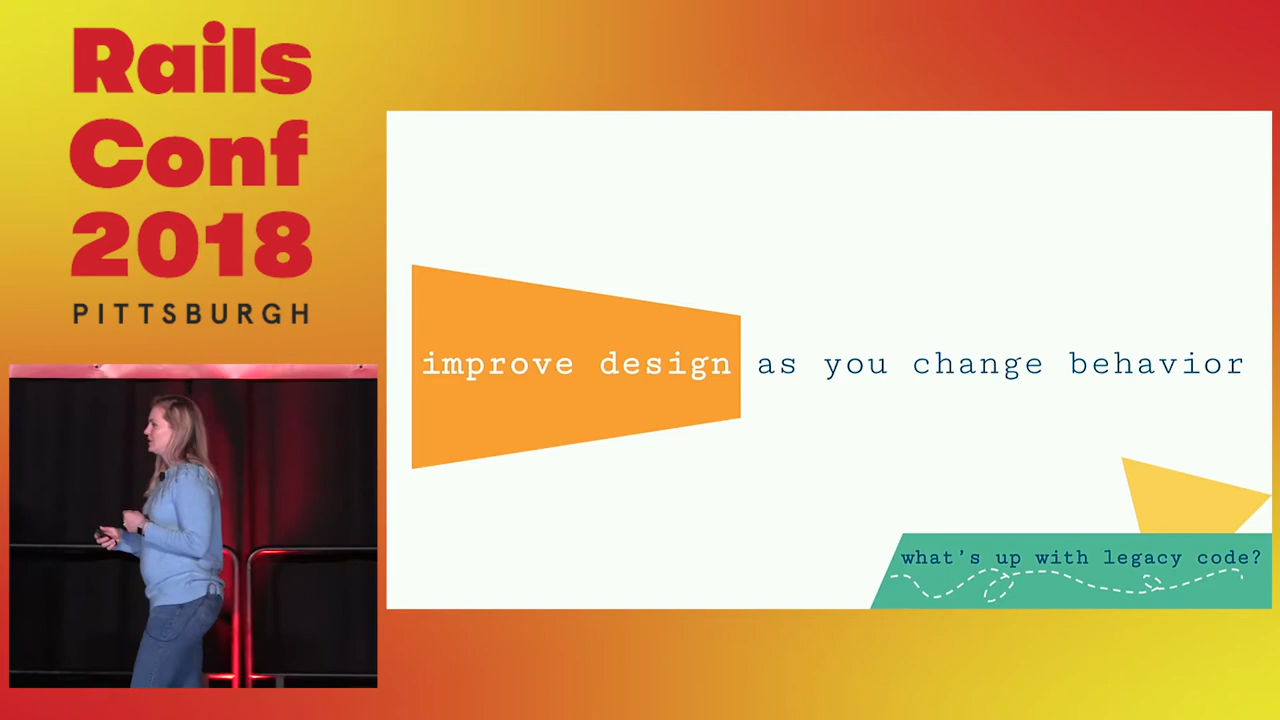 Rails
Conf
2018
PITTSBURGH
improve design as you change behavior
what's up with legacy code?